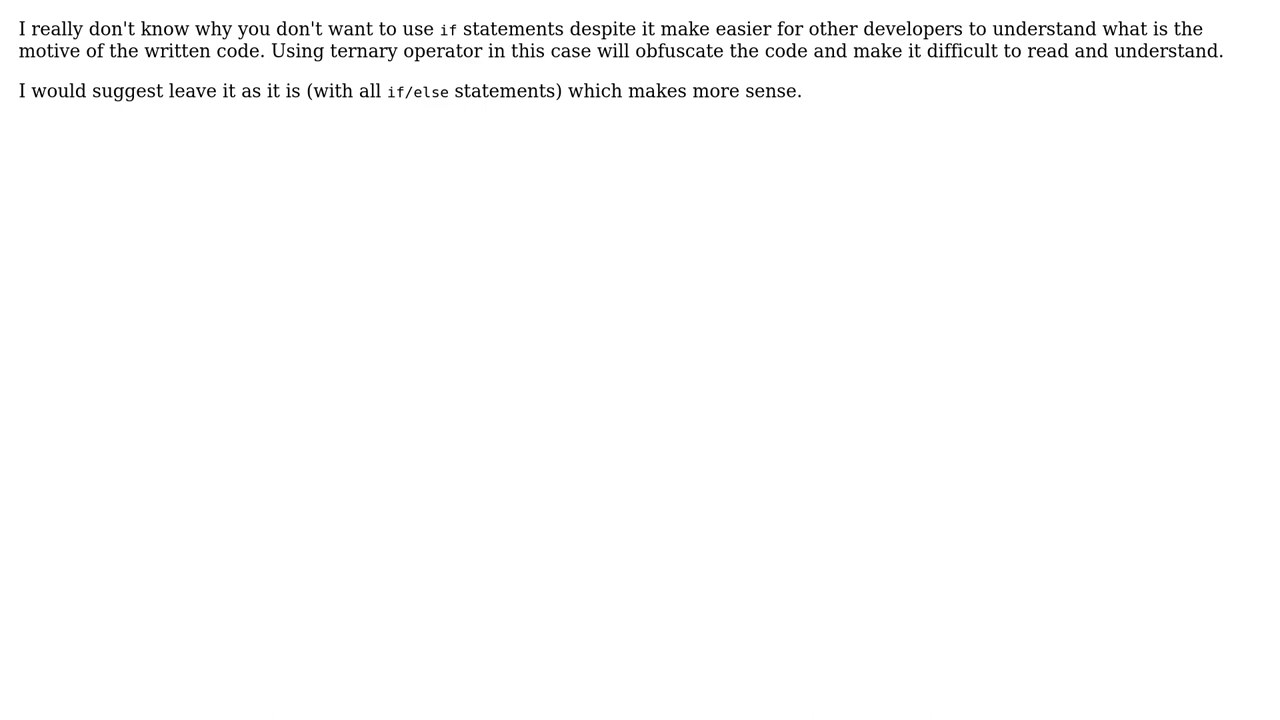 I really don't know why you don't want to use if statements despite it make easier for other developers to understand what is the
motive of the written code. Using ternary operator in this case will obfuscate the code and make it difficult to read and understand.
I would suggest leave it as it is (with all if/else statements) which makes more sense.